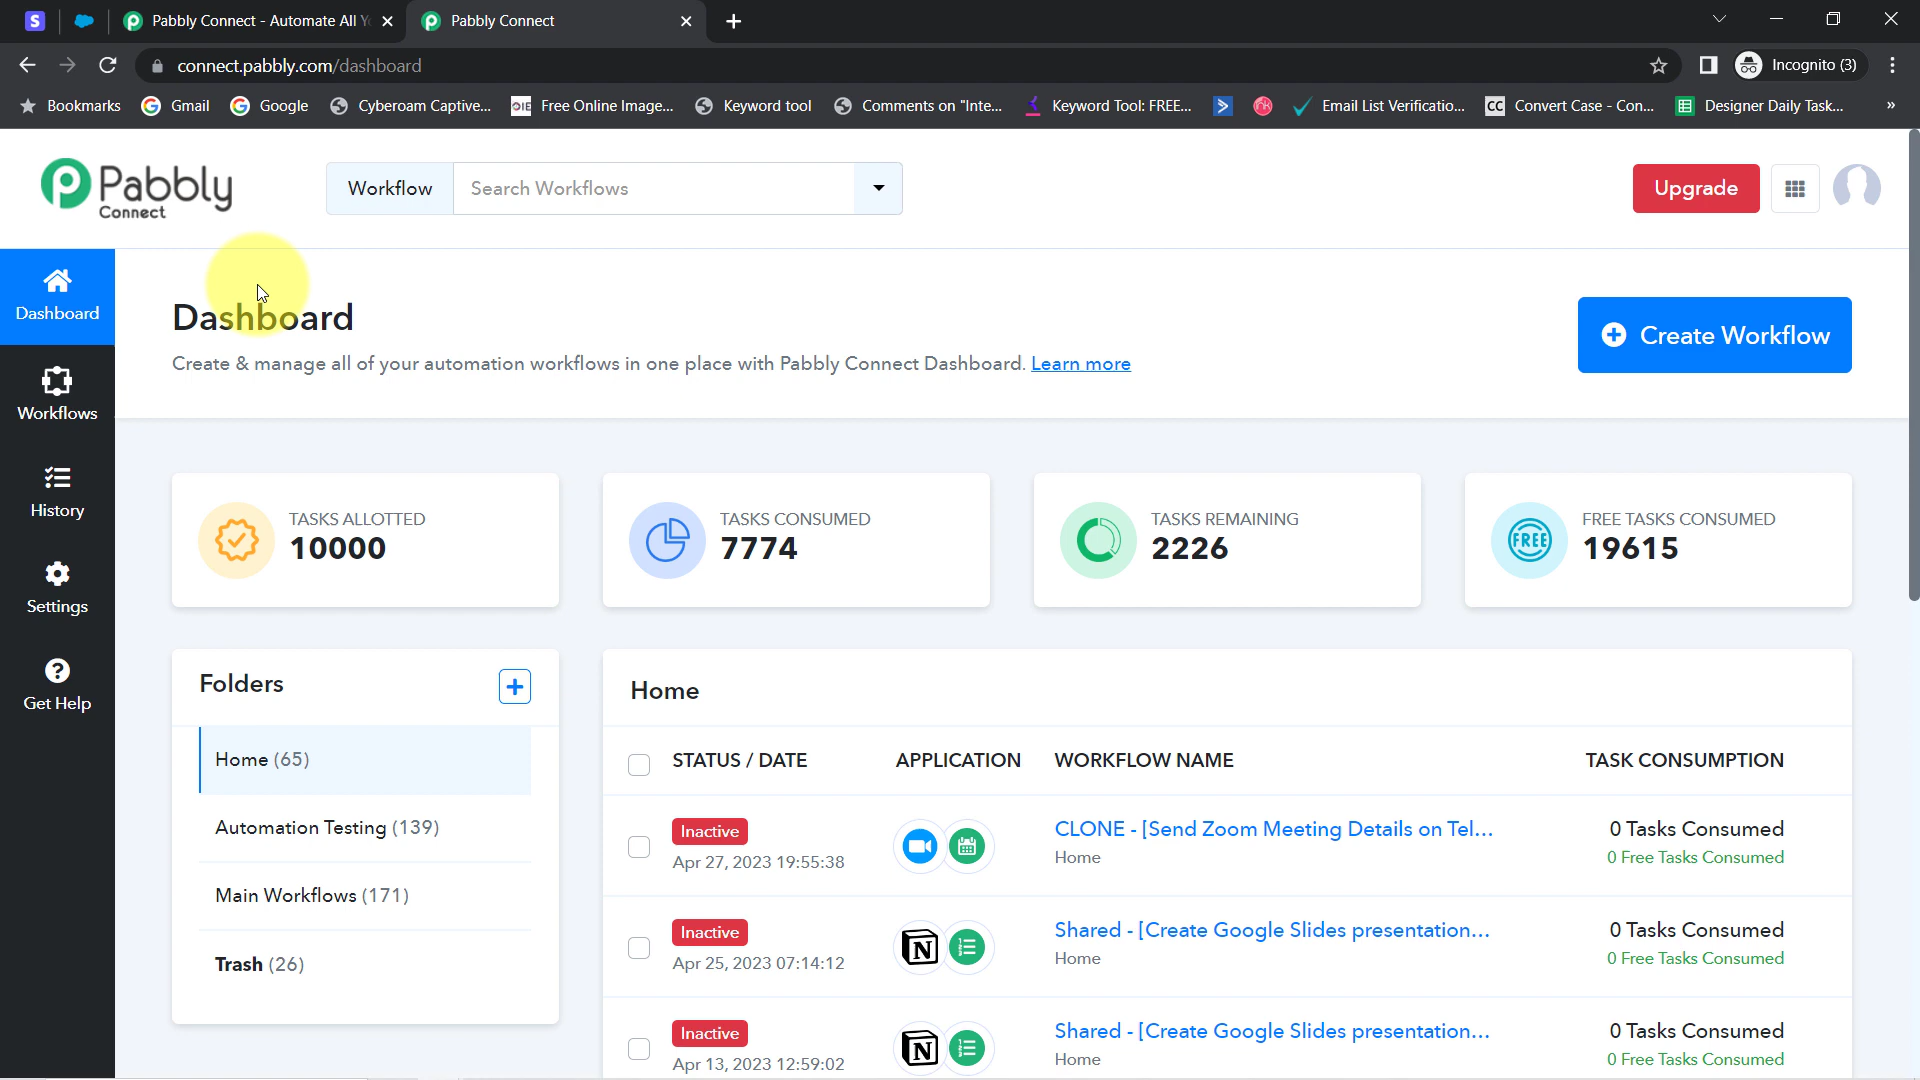 S
Pabbly Connect - Automate All Y
Pabbly Connect
connect.pabbly.com/dashboard
Incognito (3)
Bookmarks
Gmail
Google
Cyberoam Captive...
OIE
Free Online Image...
Keyword tool
Comments on "Inte...
Keyword Tool: FREE...
Email List Verificatio...
CC
Convert Case - Con...
Designer Daily Task...
»
Pabbly
Connect
Workflow
Search Workflows
Upgrade
Dashboard
Workflows
History
Settings
Get Help
Dashboard
Create & manage all of your automation workflows in one place with Pabbly Connect Dashboard. Learn more
Create Workflow
TASKS ALLOTTED
10000
TASKS CONSUMED
7774
TASKS REMAINING
2226
FREE
FREE TASKS CONSUMED
19615
Folders
Home (65)
Automation Testing (139)
Main Workflows (171)
Trash (26)
Home
STATUS / DATE APPLICATION WORKFLOW NAME TASK CONSUMPTION
Inactive
Apr 27, 2023 19:55:38
CLONE - [Send Zoom Meeting Details on Tel...
Home
0 Tasks Consumed
0 Free Tasks Consumed
Inactive
Apr 25, 2023 07:14:12
Shared - [Create Google Slides presentation...
Home
0 Tasks Consumed
0 Free Tasks Consumed
Inactive
Apr 13, 2023 12:59:02
Shared - [Create Google Slides presentation...
Home
0 Tasks Consumed
0 Free Tasks Consumed